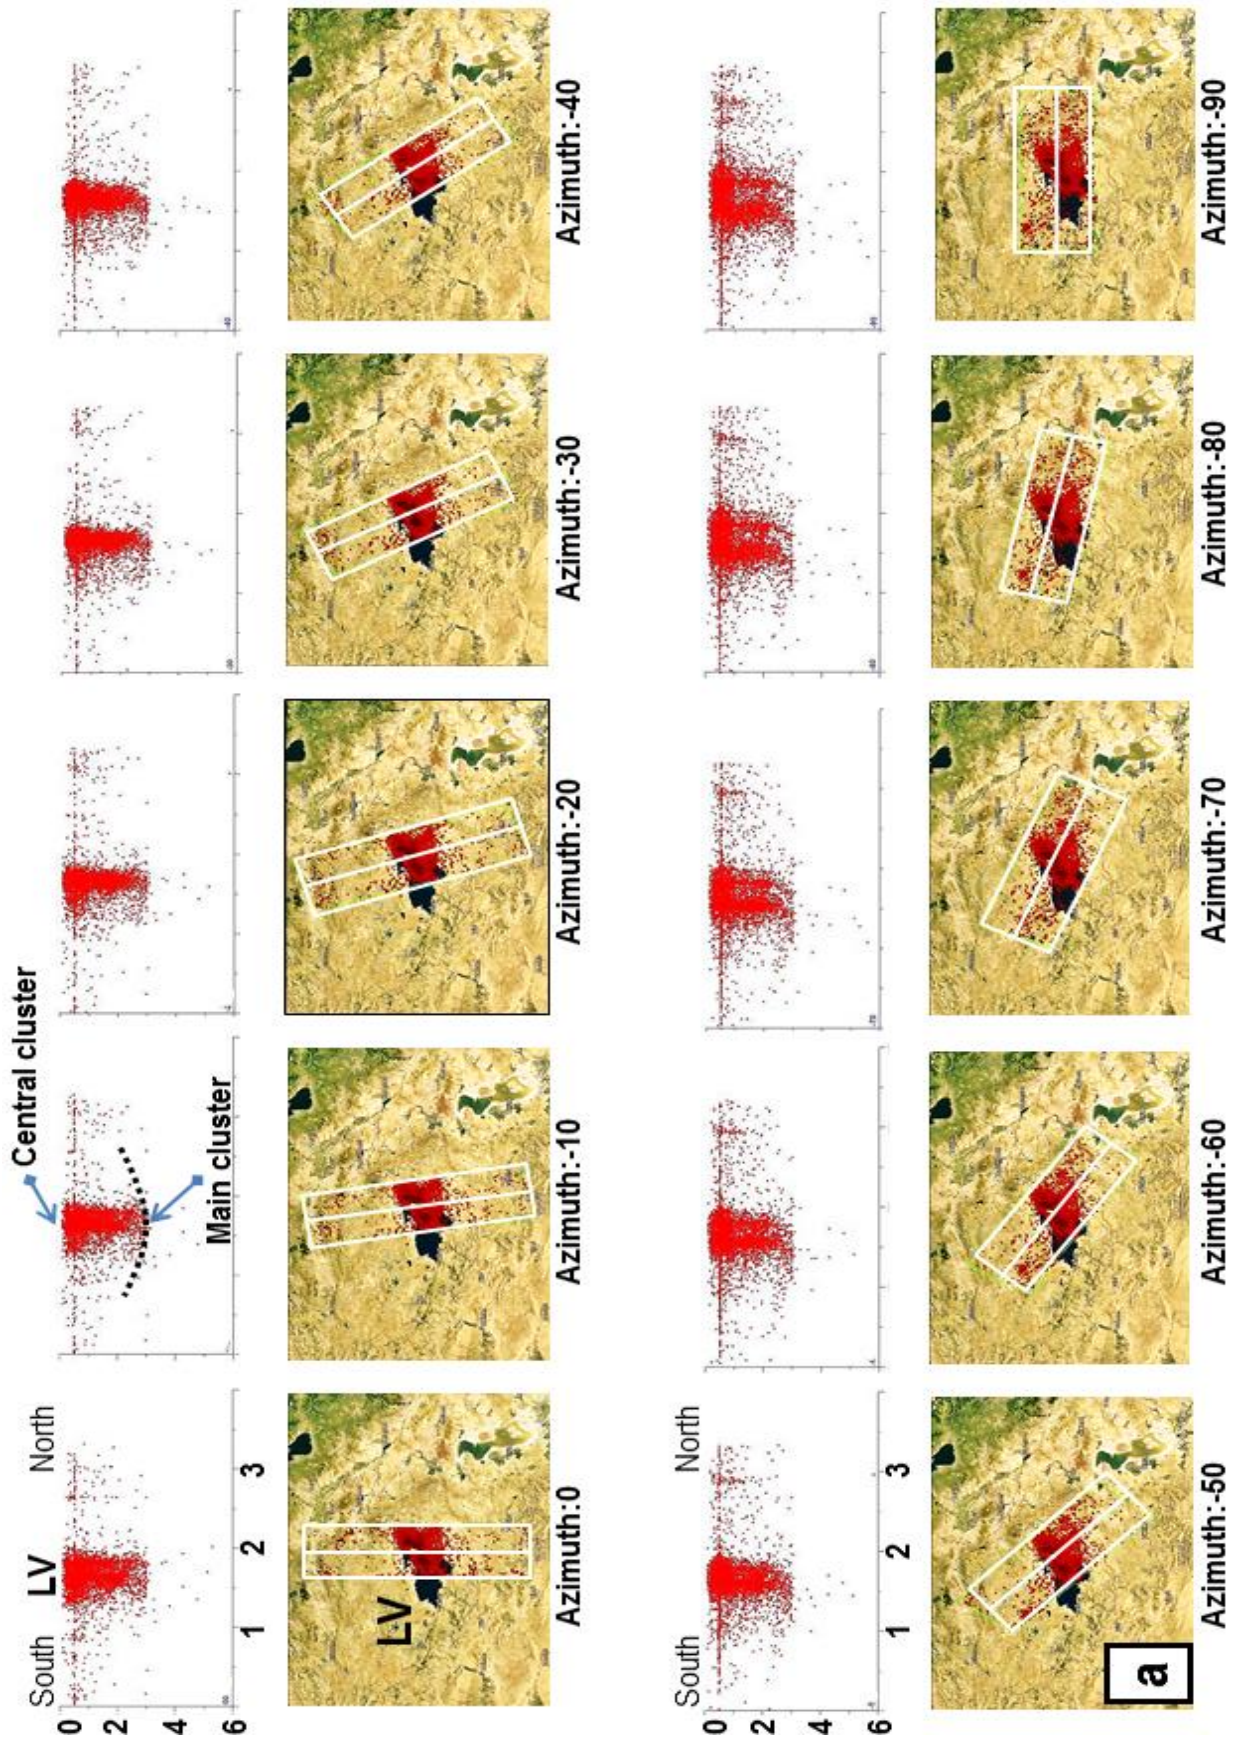 Central cluster
South LV North
0
2
4
6
1 2 3
Main cluster
LV
Azimuth:0
Azimuth:-10
Azimuth:-20
Azimuth:-30
Azimuth:-40
South North
0
2
4
6
1 2 3
a
Azimuth:-50
Azimuth:-60
Azimuth:-70
Azimuth:-80
Azimuth:-90